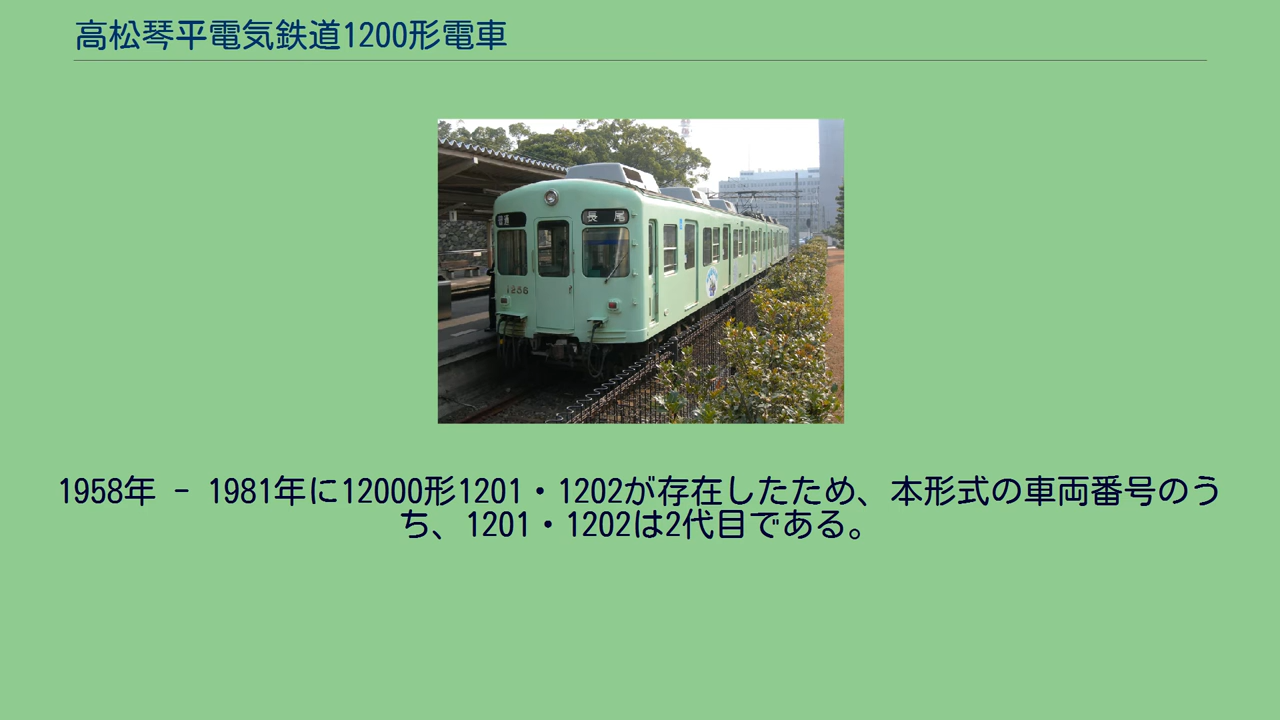 高松琴平電気鉄道1200形電車
長尾
1256
1958年 - 1981年に12000形1201・1202が存在したため、本形式の車両番号のう
ち、1201・1202は2代目である。